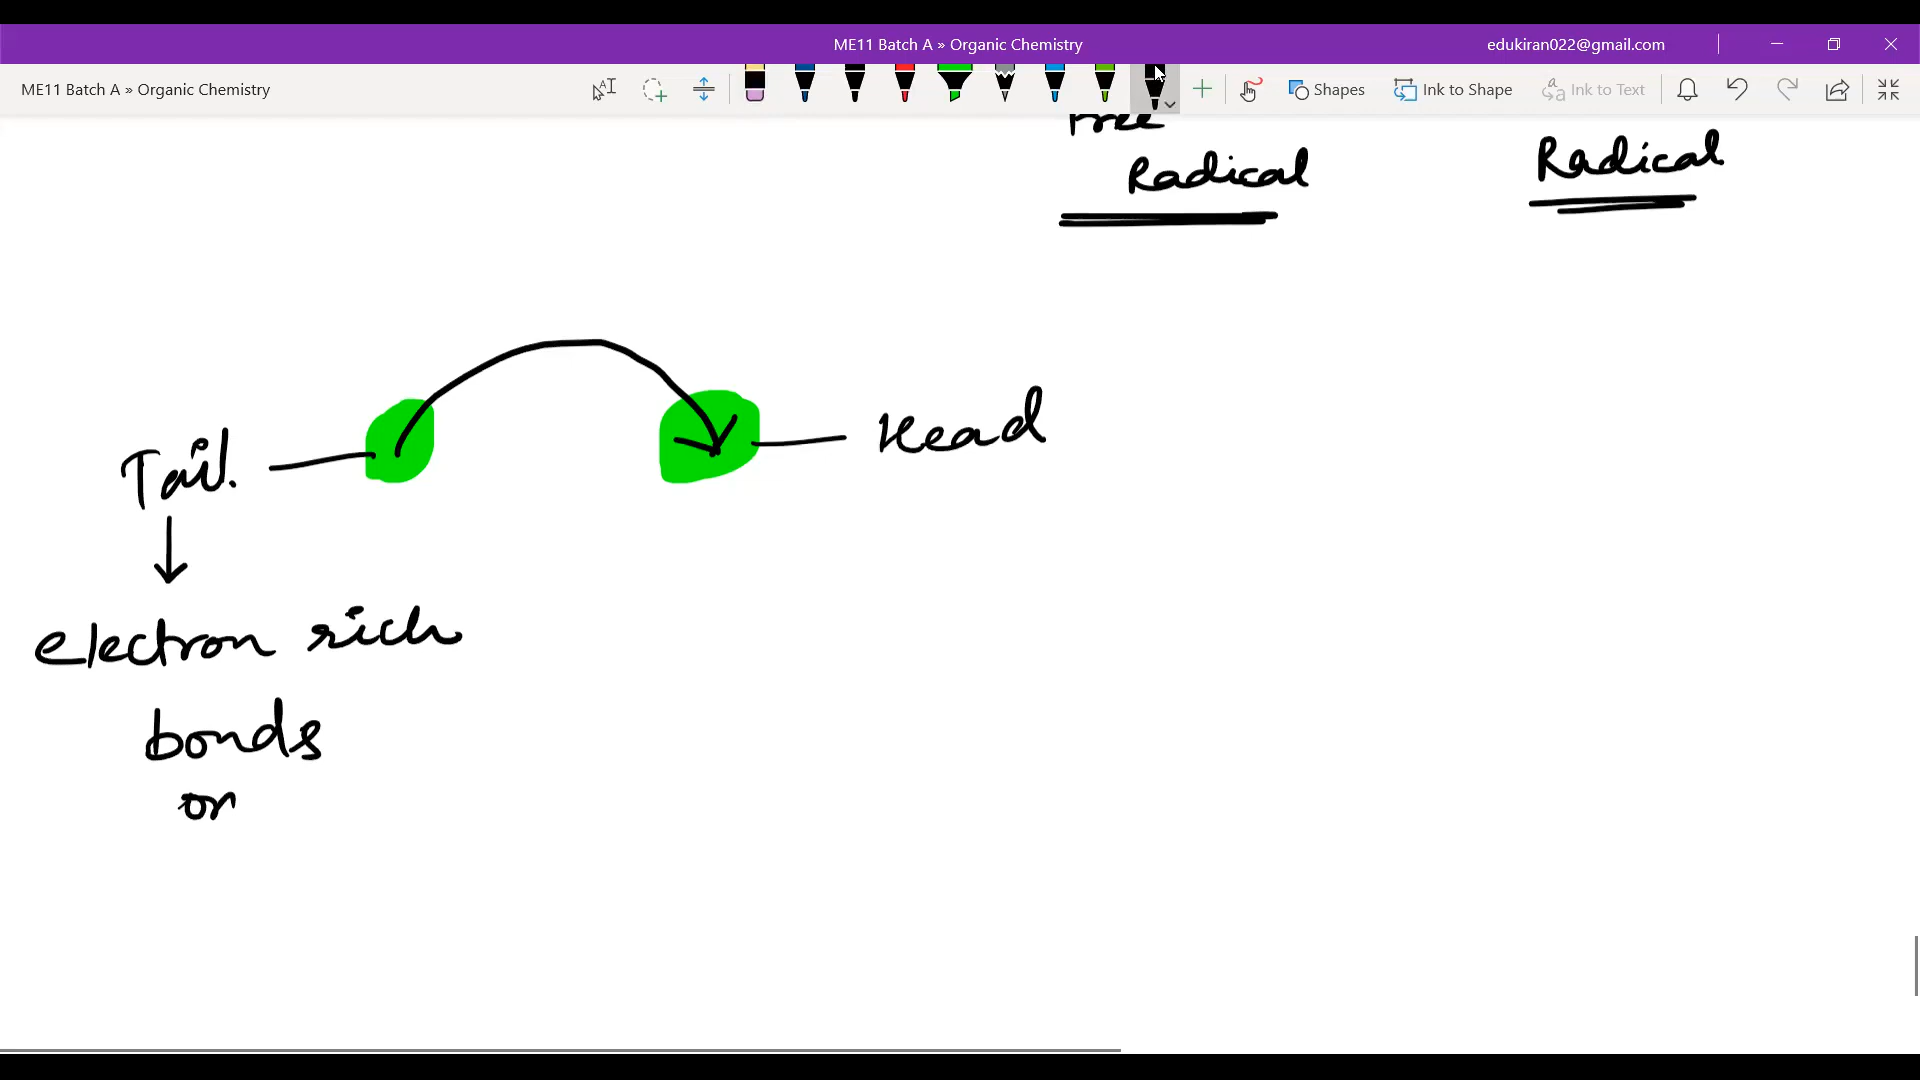 ME11 Batch A » Organic Chemistry
edukiran022@gmail.com
ME11 Batch A » Organic Chemistry
Shapes
Ink to Shape
Ink to Text
Free
Radical
Radical
Tail.
Head
electron rich
bonds
or